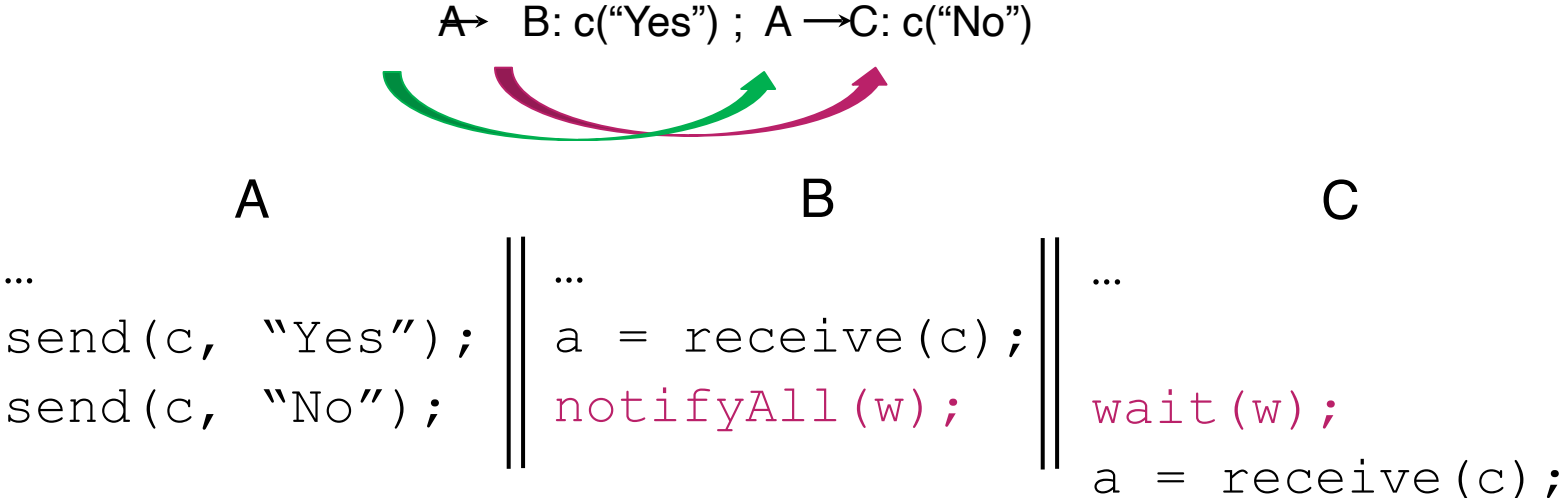 A→ B: c(“Yes”) ; A →C: c(“No”)
A B C
… … …
send(c, “Yes”); a = receive(c);
send(c, “No”); notifyAll(w); wait(w);
a = receive(c);